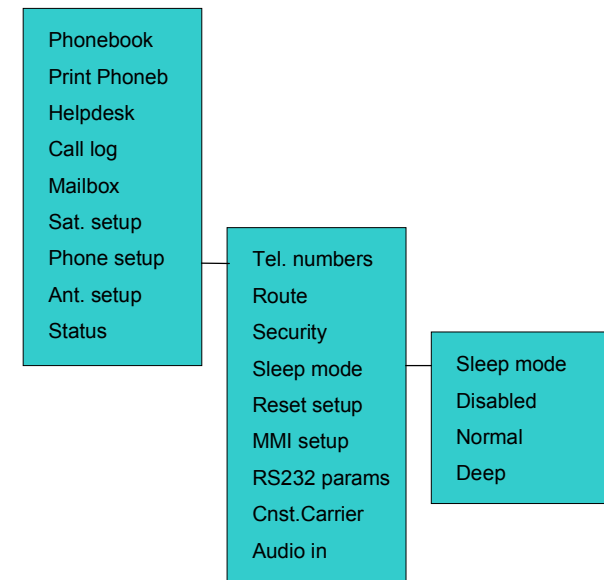 Phonebook
Print Phoneb
Helpdesk
Call log
Mailbox
Sat. setup
Phone setup
Ant. setup
Status
Tel. numbers
Route
Security
Sleep mode
Reset setup
MMI setup
RS232 params
Cnst.Carrier
Audio in
Sleep mode
Disabled
Normal
Deep